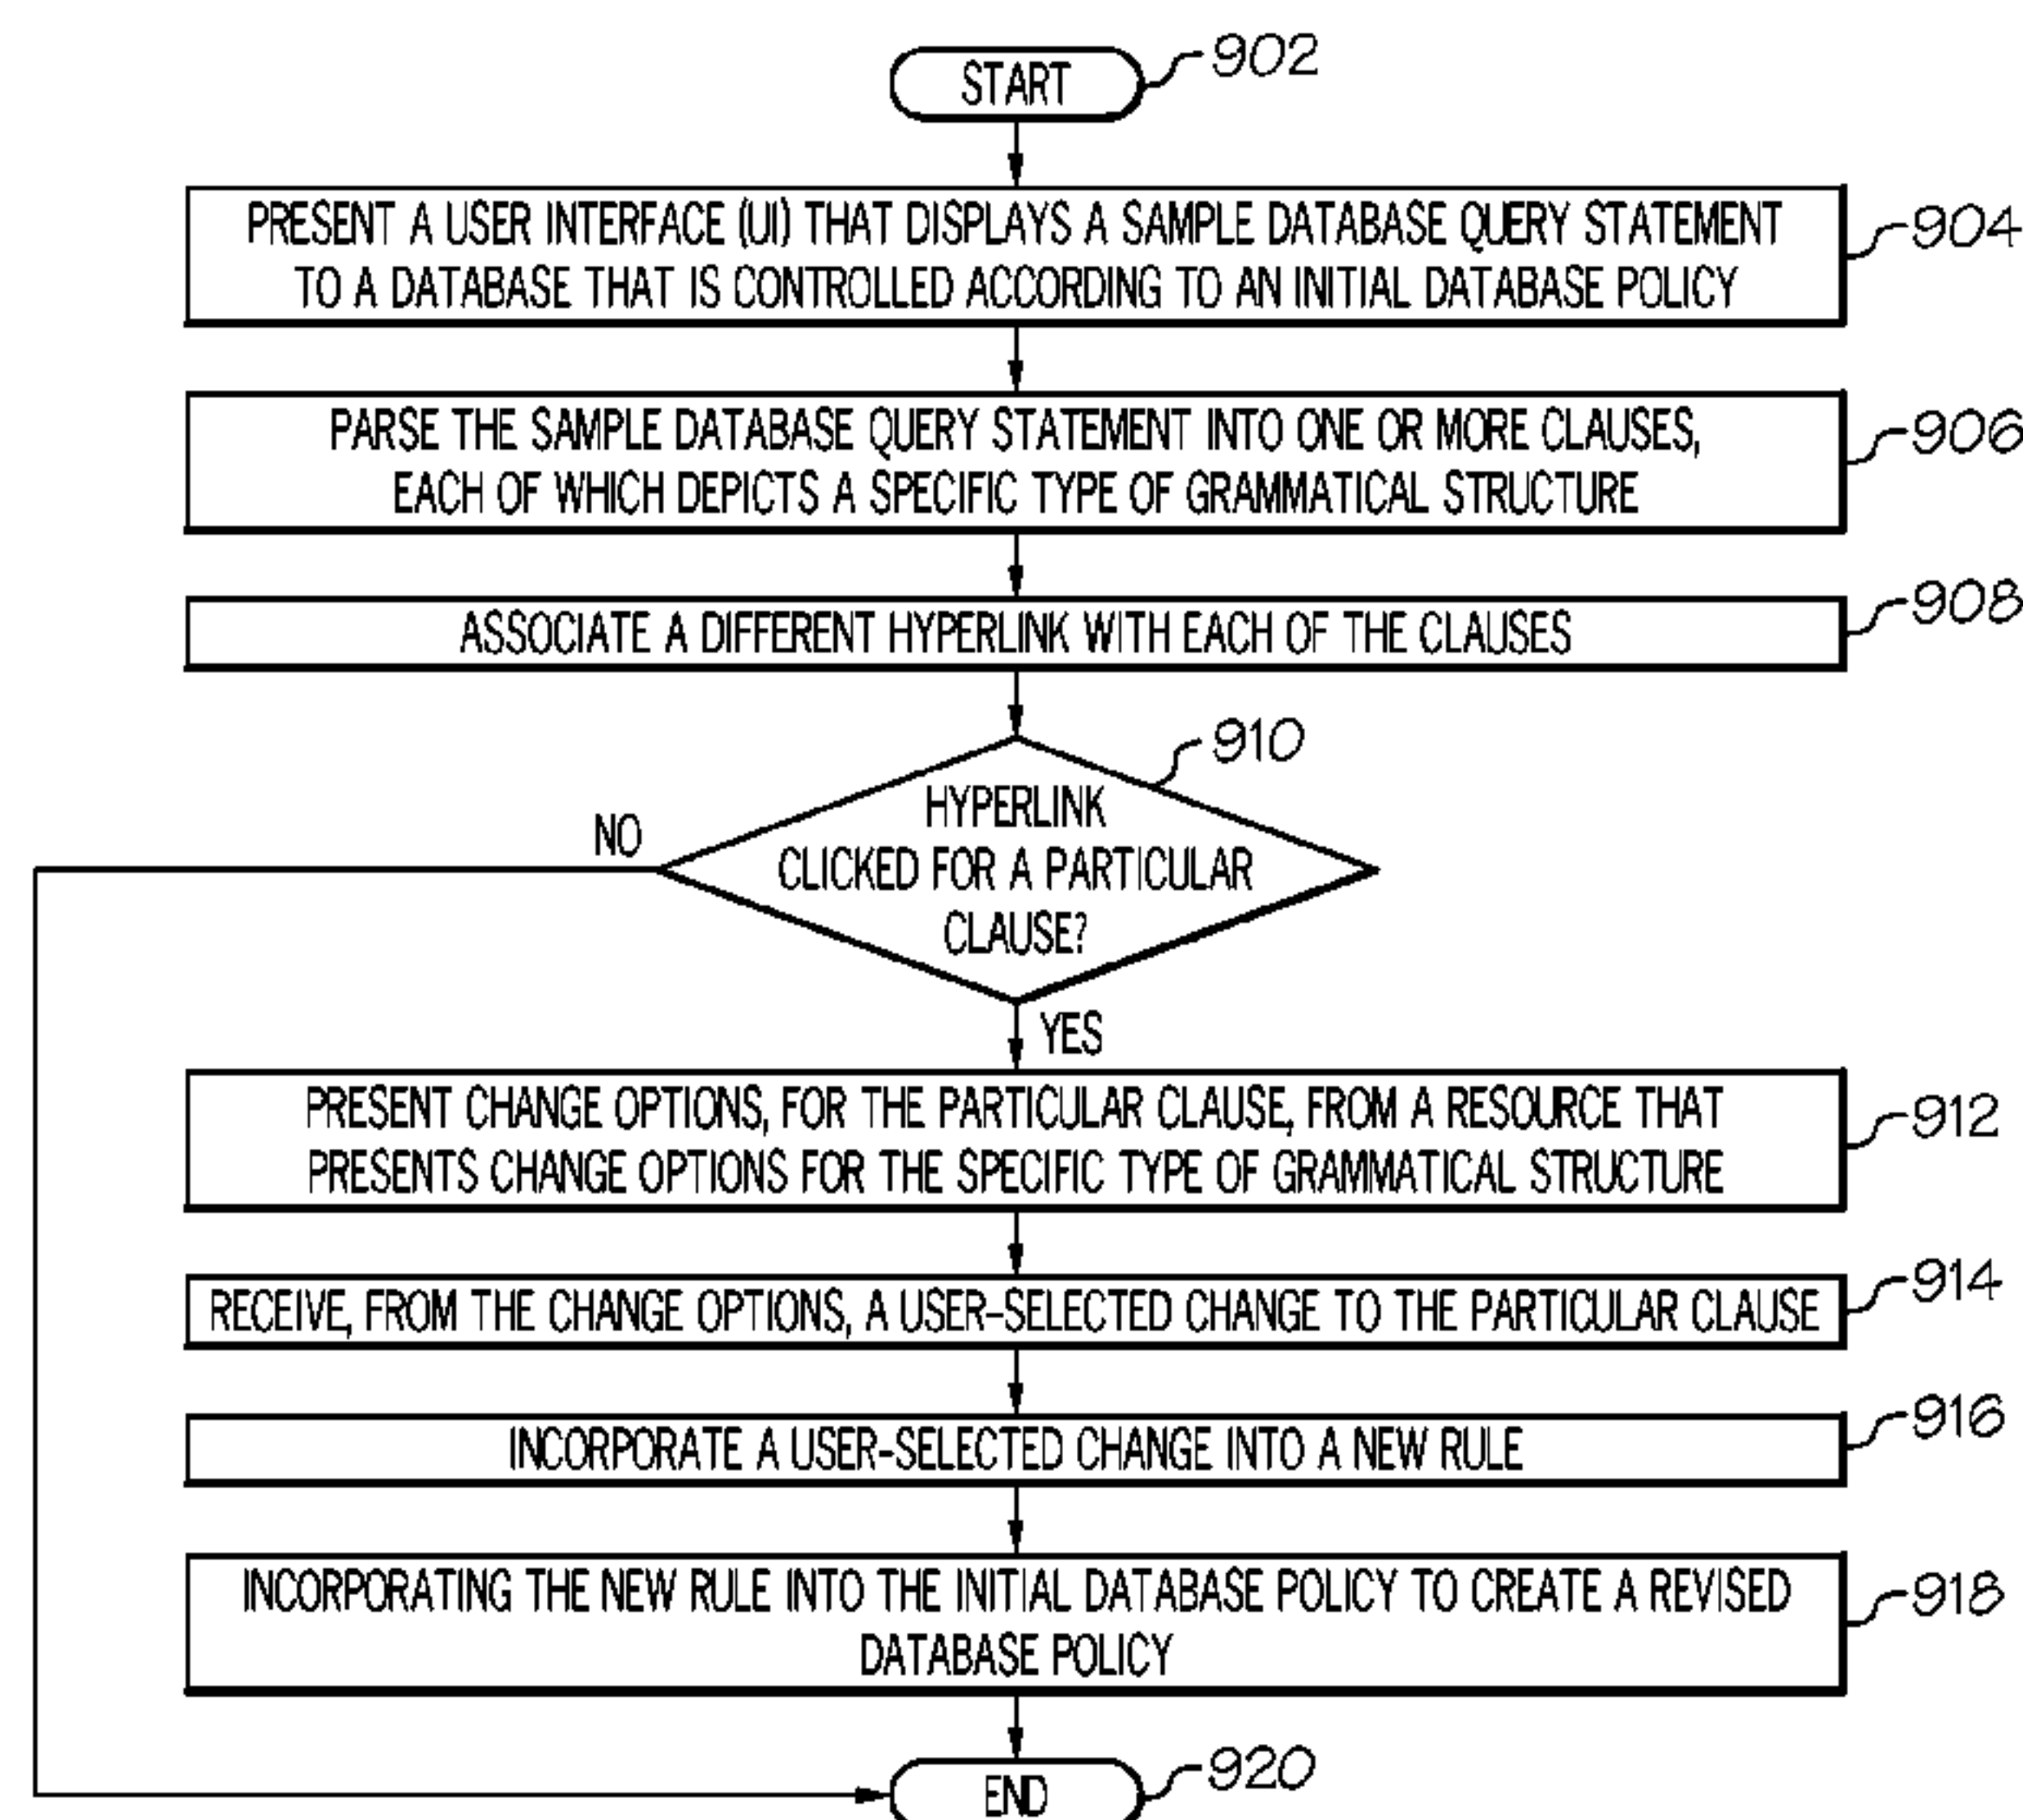 START
902
PRESENT A USER INTERFACE (UI) THAT DISPLAYS A SAMPLE DATABASE QUERY STATEMENT
TO A DATABASE THAT IS CONTROLLED ACCORDING TO AN INITIAL DATABASE POLICY
904
PARSE THE SAMPLE DATABASE QUERY STATEMENT INTO ONE OR MORE CLAUSES,
EACH OF WHICH DEPICTS A SPECIFIC TYPE OF GRAMMATICAL STRUCTURE
906
ASSOCIATE A DIFFERENT HYPERLINK WITH EACH OF THE CLAUSES
908
HYPERLINK
CLICKED FOR A PARTICULAR
CLAUSE?
910
NO
YES
PRESENT CHANGE OPTIONS, FOR THE PARTICULAR CLAUSE, FROM A RESOURCE THAT
PRESENTS CHANGE OPTIONS FOR THE SPECIFIC TYPE OF GRAMMATICAL STRUCTURE
912
RECEIVE, FROM THE CHANGE OPTIONS, A USER-SELECTED CHANGE TO THE PARTICULAR CLAUSE
914
INCORPORATE A USER-SELECTED CHANGE INTO A NEW RULE
916
INCORPORATING THE NEW RULE INTO THE INITIAL DATABASE POLICY TO CREATE A REVISED
DATABASE POLICY
918
END
920